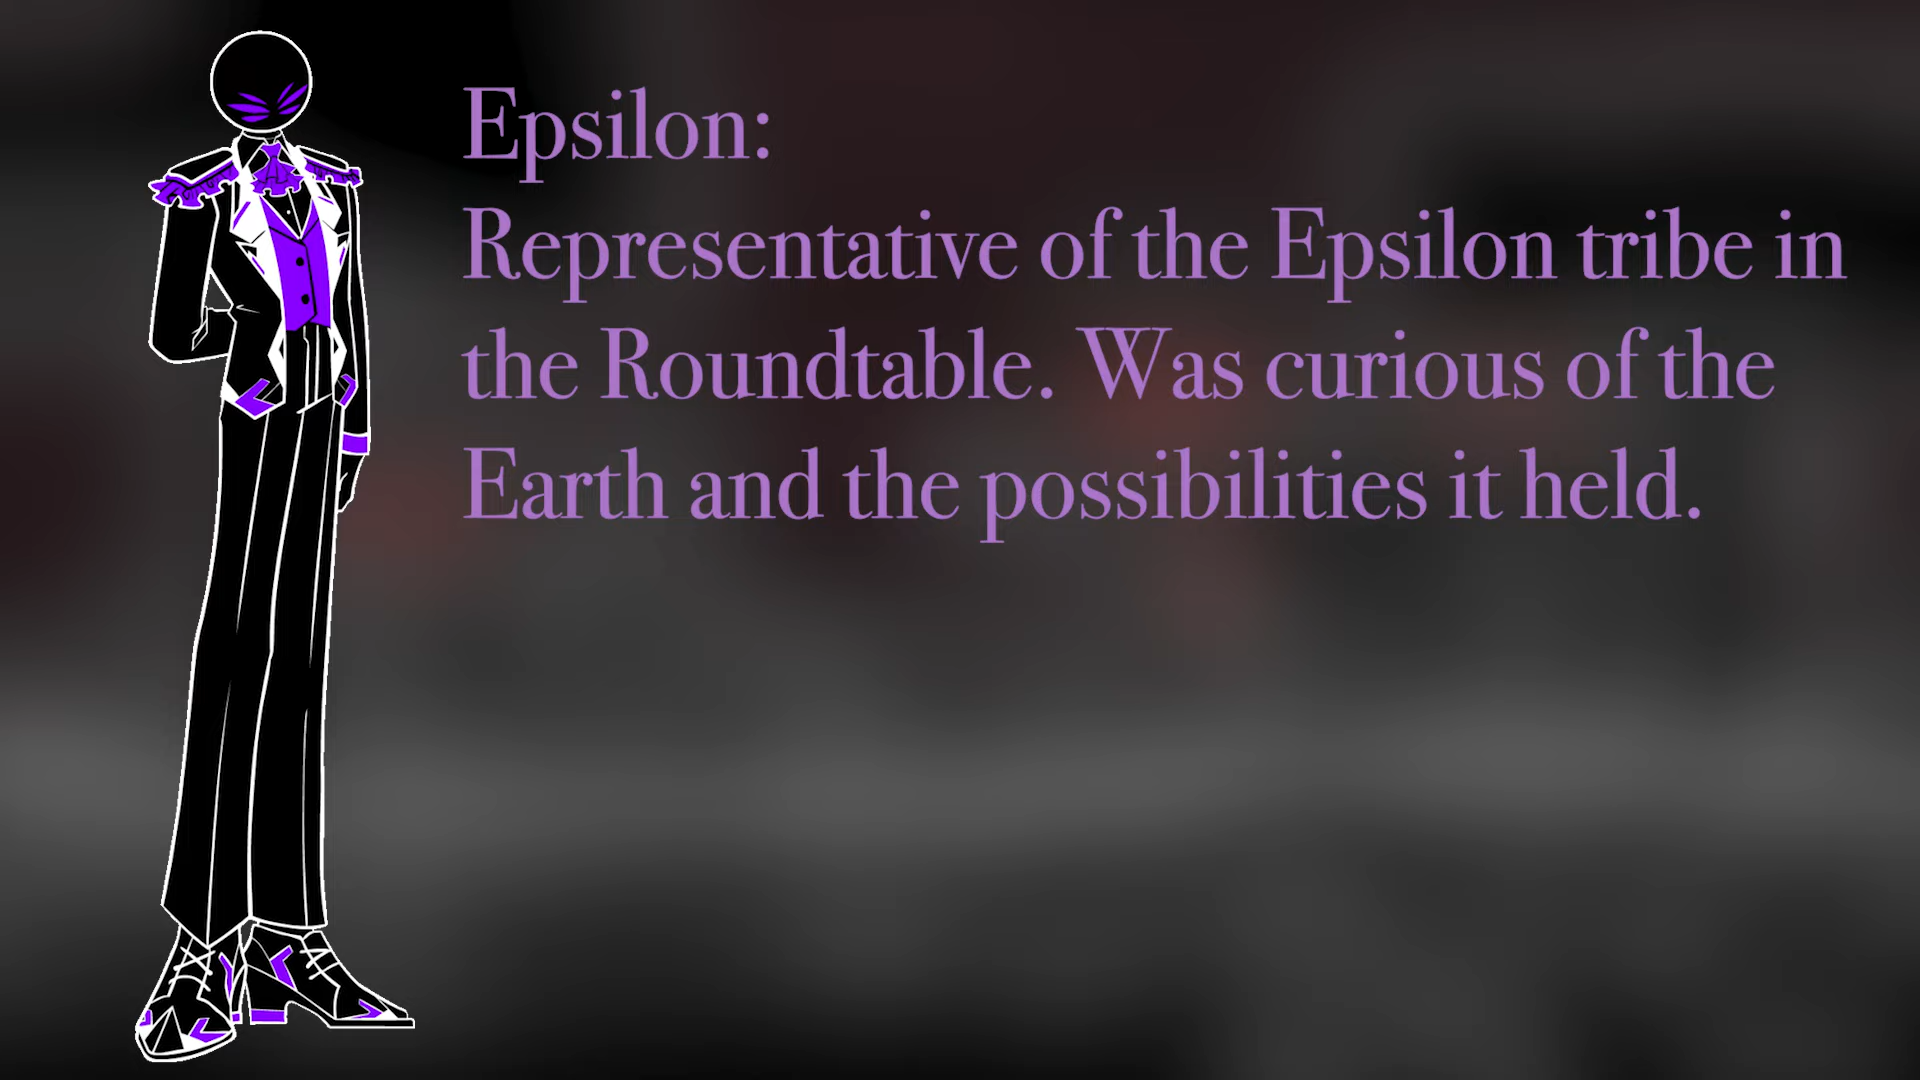 Epsilon:
Representative of the Epsilon tribe in
the Roundtable. Was curious of the
Earth and the possibilities it held.